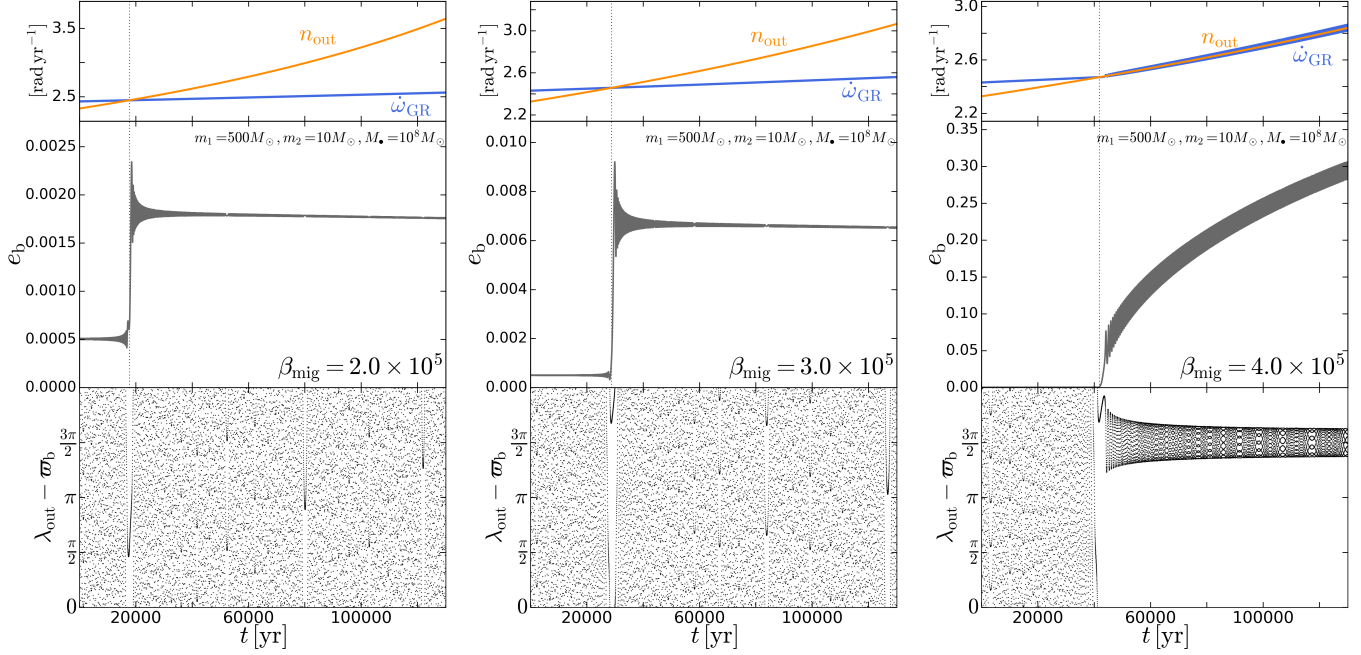 3.5
2.5
[rad yr⁻¹]
n_out
ω̇_GR
3.0
2.6
2.2
[rad yr⁻¹]
n_out
ω̇_GR
3.0
2.6
2.2
[rad yr⁻¹]
n_out
ω̇_GR
m₁=500M⊙, m₂=10M⊙, M•=10⁸M⊙
0.0025
0.0020
0.0015
0.0010
0.0005
0.0000
e_b
β_mig = 2.0 × 10⁵
m₁=500M⊙, m₂=10M⊙, M•=10⁸M⊙
0.010
0.008
0.006
0.004
0.002
0.000
e_b
β_mig = 3.0 × 10⁵
m₁=500M⊙, m₂=10M⊙, M•=10⁸M⊙
0.35
0.30
0.25
0.20
0.15
0.10
0.05
0.00
e_b
β_mig = 4.0 × 10⁵
3π/2
π
π/2
0
λ_out − ϖ_b
20000 60000 100000
t [yr]
3π/2
π
π/2
0
λ_out − ϖ_b
20000 60000 100000
t [yr]
3π/2
π
π/2
0
λ_out − ϖ_b
20000 60000 100000
t [yr]